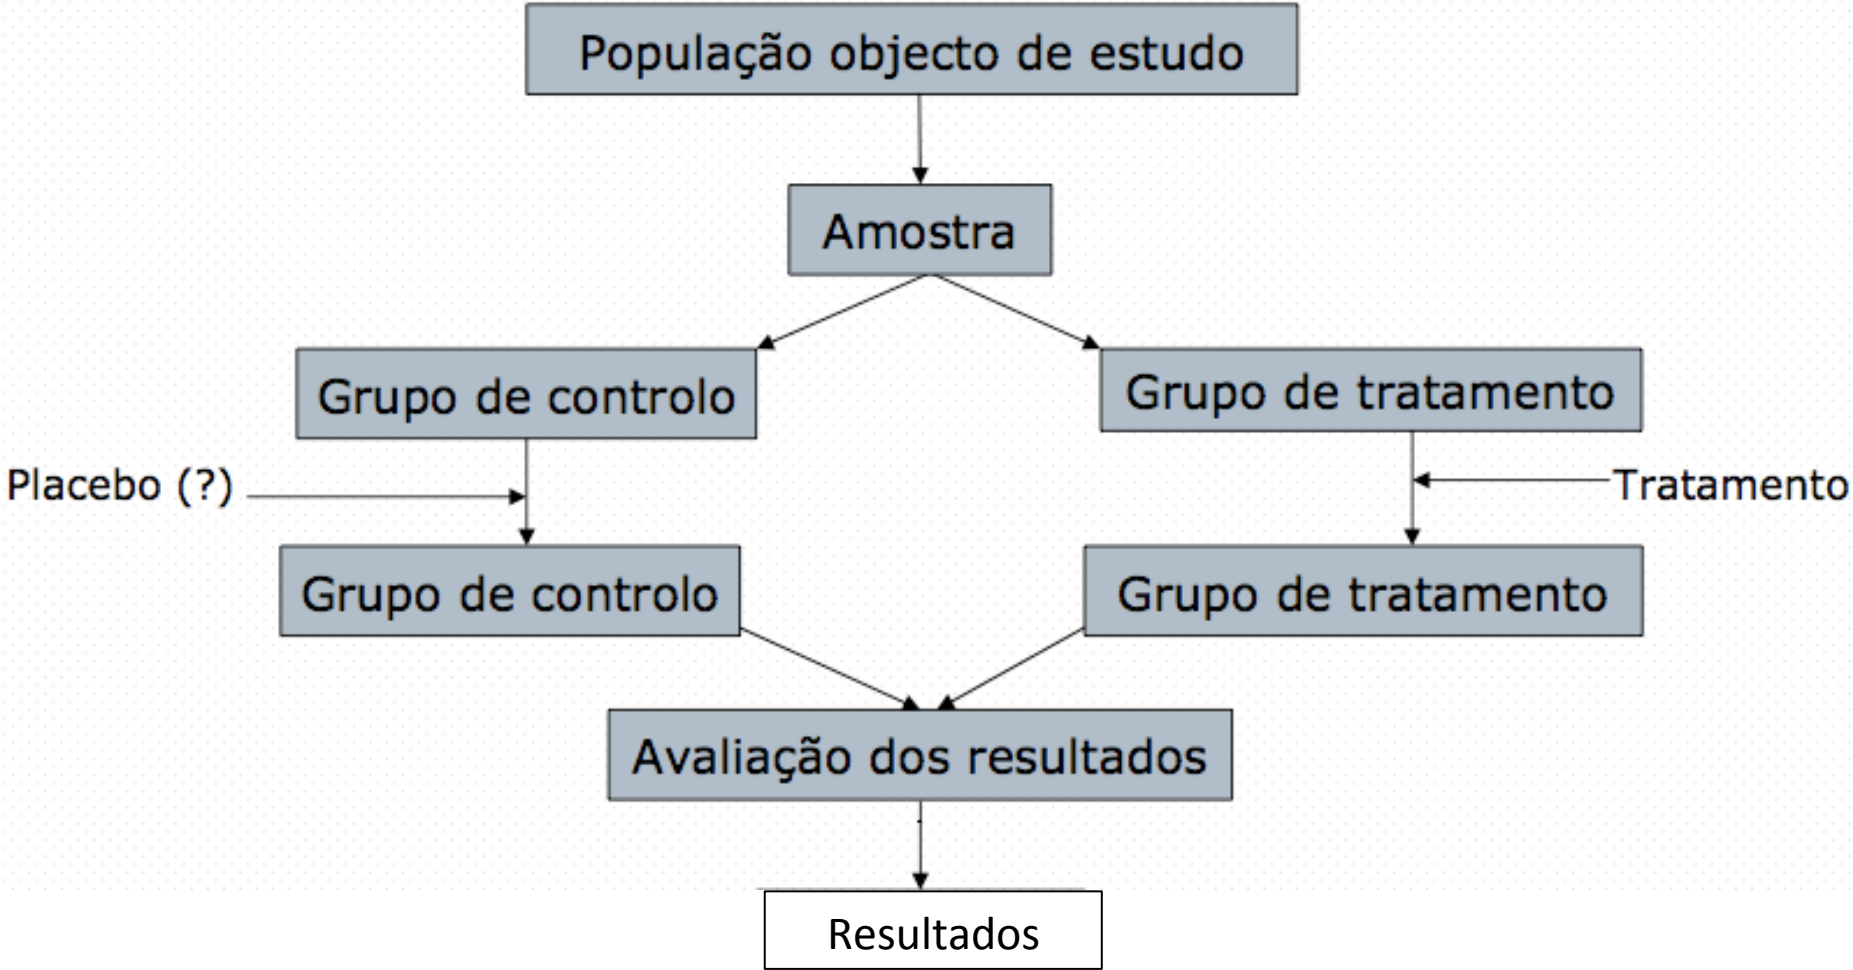 População objecto de estudo
Amostra
Grupo de controlo
Grupo de tratamento
Placebo (?)
Tratamento
Grupo de controlo
Grupo de tratamento
Avaliação dos resultados
Resultados